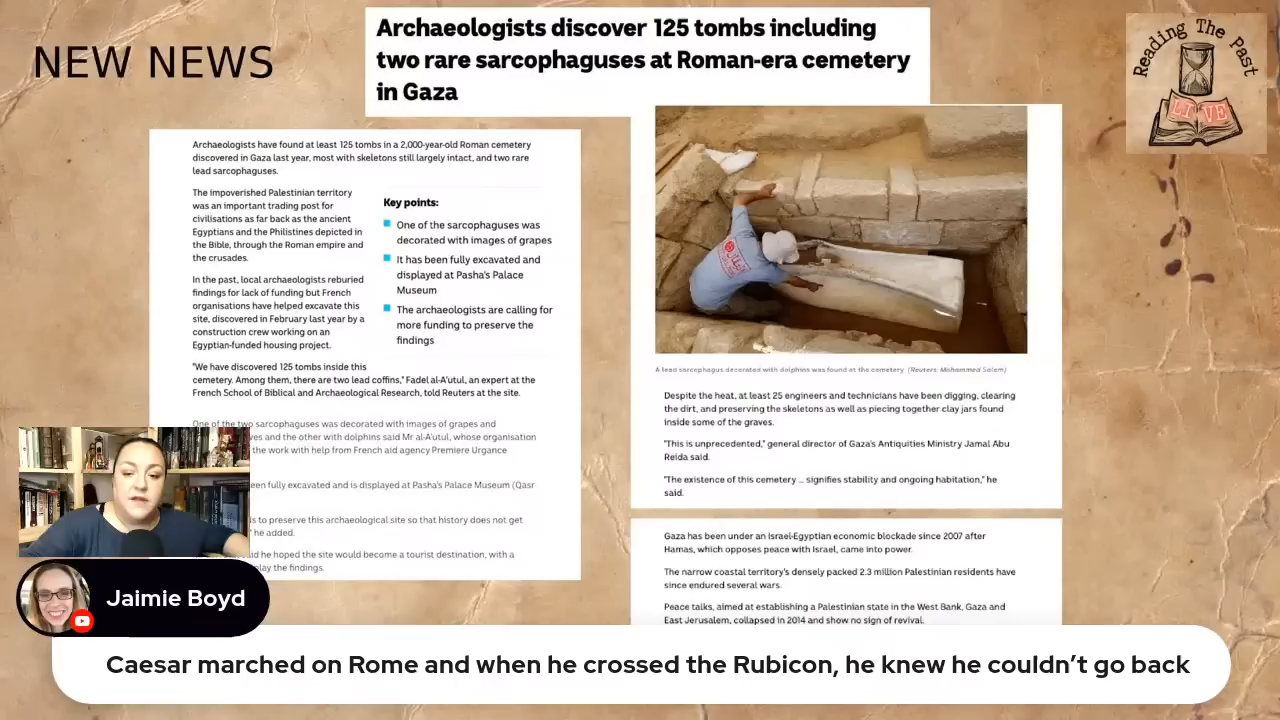 NEW NEWS
Archaeologists discover 125 tombs including
two rare sarcophaguses at Roman-era cemetery
in Gaza
Reading The Past
LIVE
Archaeologists have found at least 125 tombs in a 2,000-year-old Roman cemetery
discovered in Gaza last year, most with skeletons still largely intact, and two rare
lead sarcophaguses.
The impoverished Palestinian territory
was an important trading post for
civilisations as far back as the ancient
Egyptians and the Philistines depicted in
the Bible, through the Roman empire and
the crusades.
In the past, local archaeologists reburied
findings for lack of funding but French
organisations have helped excavate this
site, discovered in February last year by a
construction crew working on an
Egyptian-funded housing project.
Key points:
One of the sarcophaguses was
decorated with images of grapes
It has been fully excavated and
displayed at Pasha's Palace
Museum
The archaeologists are calling for
more funding to preserve the
findings
"We have discovered 125 tombs inside this
cemetery. Among them, there are two lead coffins," Fadel al-A'utul, an expert at the
French School of Biblical and Archaeological Research, told Reuters at the site.
One of the two sarcophaguses was decorated with images of grapes and
and the other with dolphins said Mr al-A'utul, whose organisation
the work with help from French aid agency Premiere Urgance
been fully excavated and is displayed at Pasha's Palace Museum (Qasr
to preserve this archaeological site so that history does not get
he added.
he hoped the site would become a tourist destination, with a
the findings.
A lead sarcophagus decorated with dolphins was found at the cemetery. (Reuters: Mohammed Salem)
Despite the heat, at least 25 engineers and technicians have been digging, clearing
the dirt, and preserving the skeletons as well as piecing together clay jars found
inside some of the graves.
"This is unprecedented," general director of Gaza's Antiquities Ministry Jamal Abu
Reida said.
"The existence of this cemetery ... signifies stability and ongoing habitation," he
said.
Gaza has been under an Israel-Egyptian economic blockade since 2007 after
Hamas, which opposes peace with Israel, came into power.
The narrow coastal territory's densely packed 2.3 million Palestinian residents have
since endured several wars.
Peace talks, aimed at establishing a Palestinian state in the West Bank, Gaza and
East Jerusalem, collapsed in 2014 and show no sign of revival.
Jaimie Boyd
Caesar marched on Rome and when he crossed the Rubicon, he knew he couldn't go back